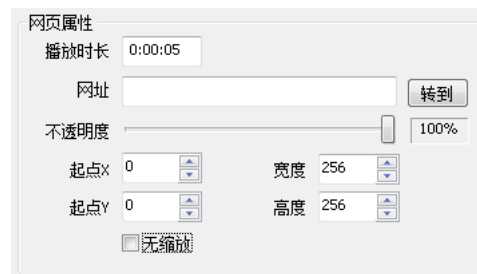 网页属性
播放时长 0:00:05
网址 转到
不透明度 100%
起点X 0 宽度 256
起点Y 0 高度 256
无缩放